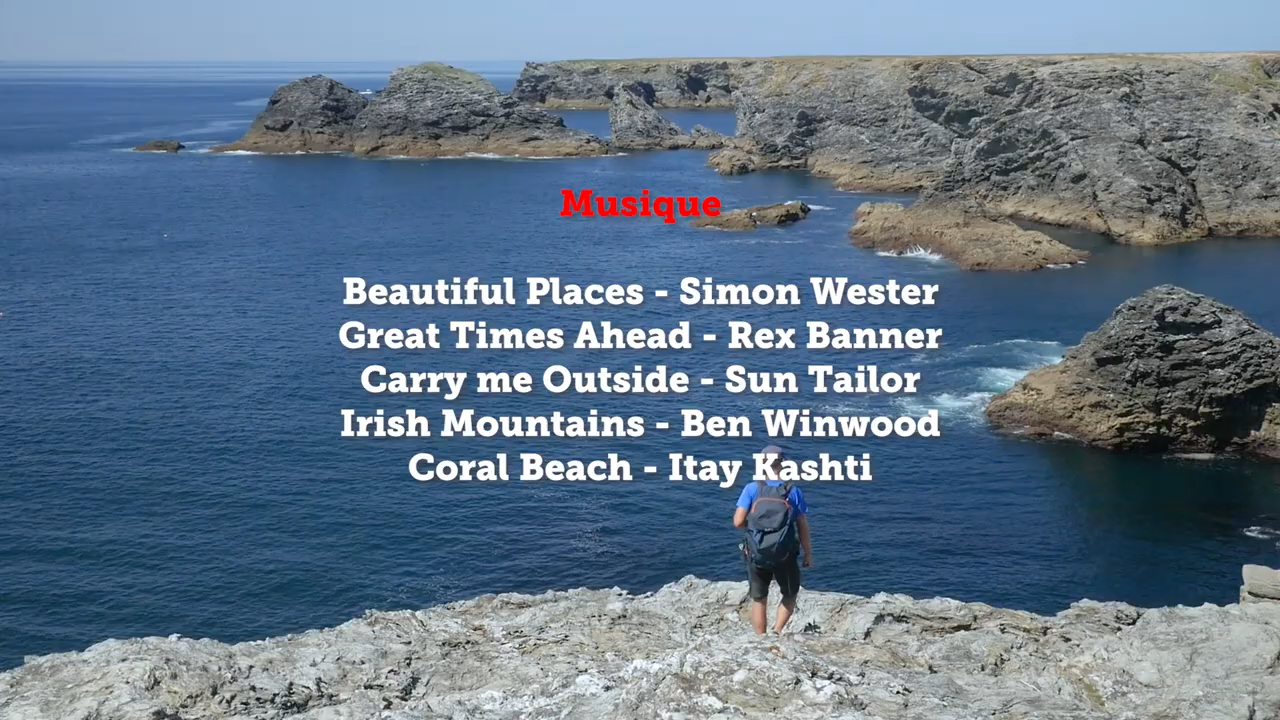 Musique
Beautiful Places - Simon Wester
Great Times Ahead - Rex Banner
Carry me Outside - Sun Tailor
Irish Mountains - Ben Winwood
Coral Beach - Itay Kashti